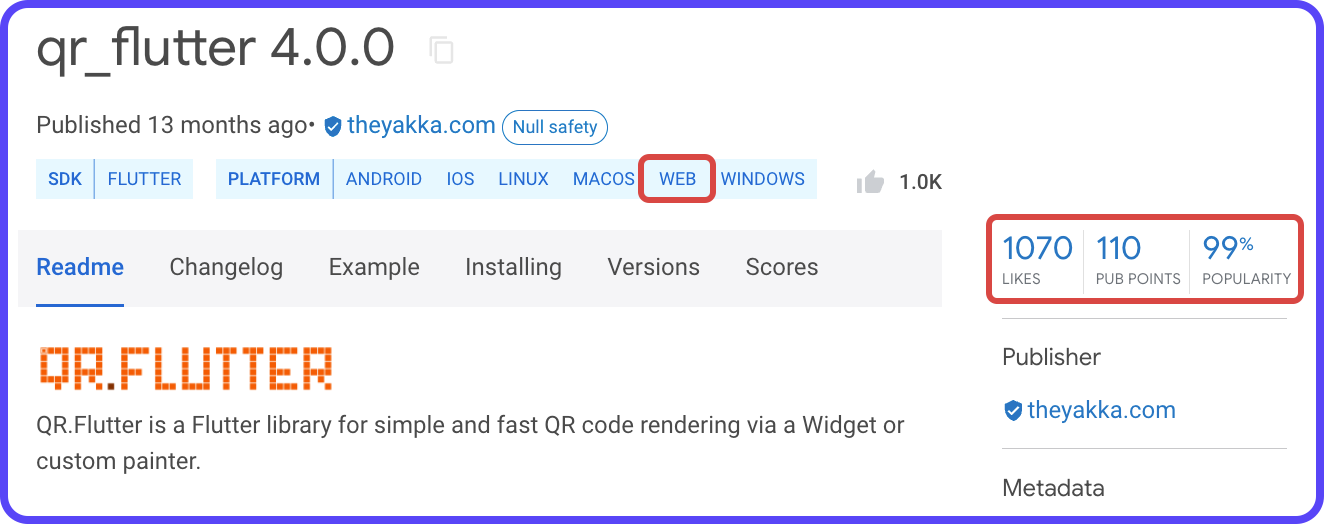 qr_flutter 4.0.0
Published 13 months ago• theyakka.com Null safety
SDK FLUTTER PLATFORM ANDROID IOS LINUX MACOS WEB WINDOWS 1.0K
Readme Changelog Example Installing Versions Scores
1070 110 99%
LIKES PUB POINTS POPULARITY
QR.FLUTTER
QR.Flutter is a Flutter library for simple and fast QR code rendering via a Widget or
custom painter.
Publisher
theyakka.com
Metadata